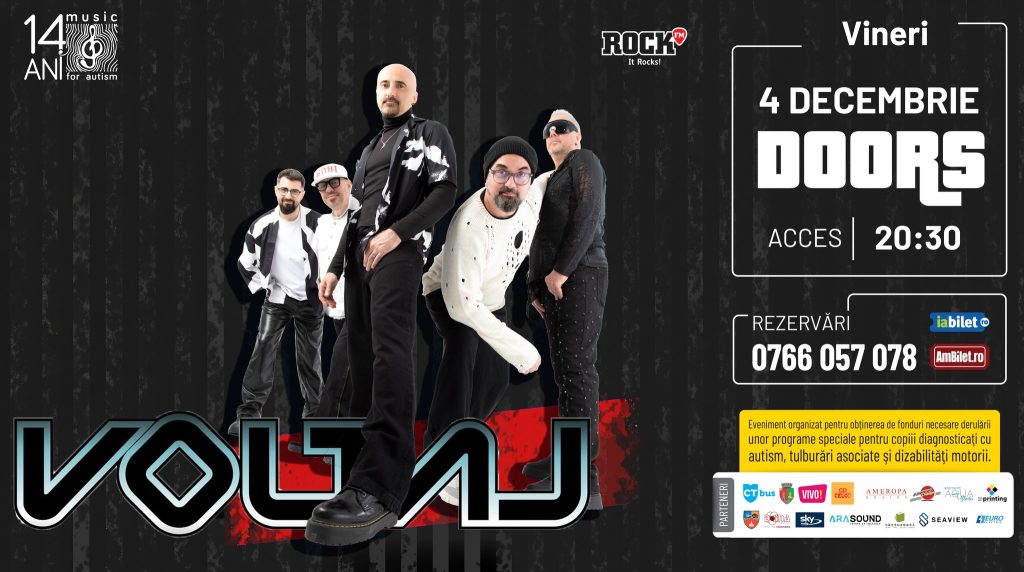 14
ANI
music
for autism
ROCK FM
It Rocks!
Vineri
4 DECEMBRIE
DOORS
ACCES | 20:30
REZERVĂRI
0766 057 078
iabilet ro
AmBilet.ro
VOLTAJ
Eveniment organizat pentru obținerea de fonduri necesare derulării
unor programe speciale pentru copiii diagnosticați cu
autism, tulburări asociate și dizabilități motorii.
PARTENERI
CT bus
VIVO!
AMEROPA
AQUA
printing
sky
ARASOUND
SEAVIEW
EURO